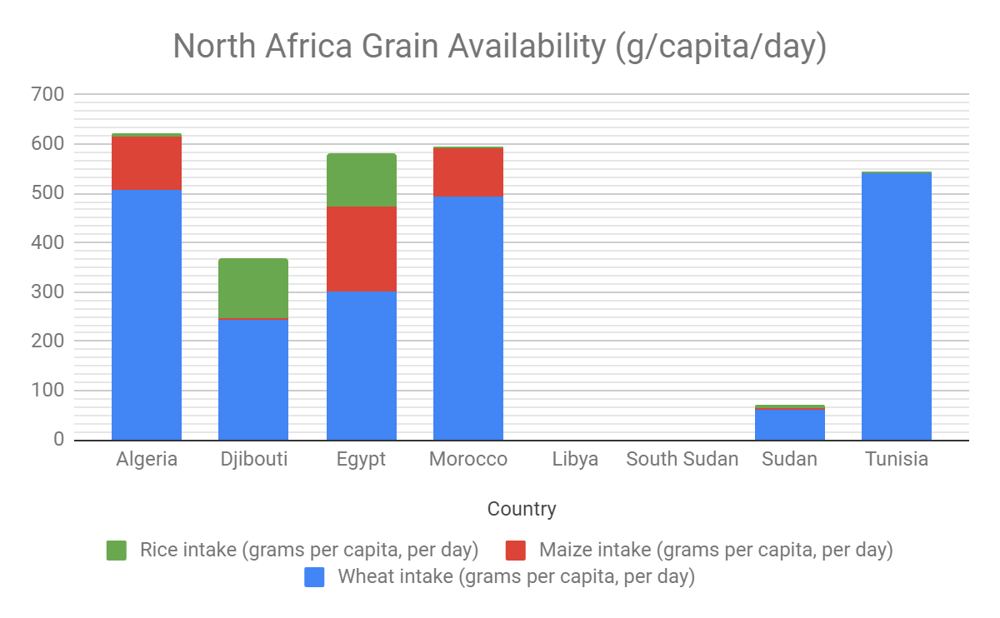 North Africa Grain Availability (g/capita/day)
700
600
500
400
300
200
100
0
Algeria Djibouti Egypt Morocco Libya South Sudan Sudan Tunisia
Country
Rice intake (grams per capita, per day) Maize intake (grams per capita, per day)
Wheat intake (grams per capita, per day)